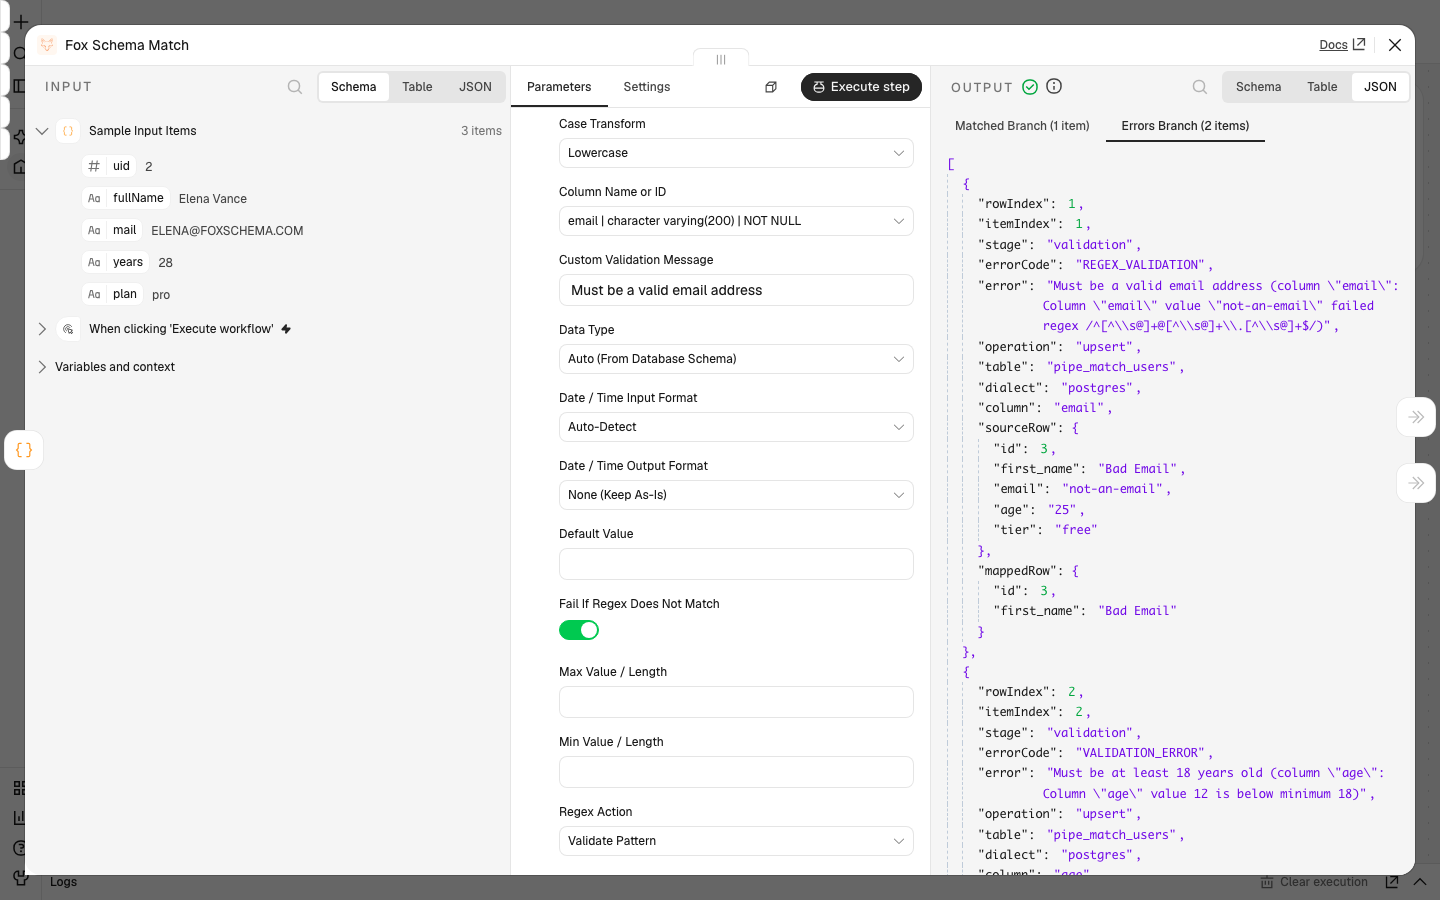 Fox Schema Match
Docs
INPUT
Schema
Table
JSON
Sample Input Items
3 items
# uid 2
Aa fullName Elena Vance
Aa mail ELENA@FOXSCHEMA.COM
Aa years 28
Aa plan pro
When clicking 'Execute workflow'
Variables and context
Parameters
Settings
Execute step
Case Transform
Lowercase
Column Name or ID
email | character varying(200) | NOT NULL
Custom Validation Message
Must be a valid email address
Data Type
Auto (From Database Schema)
Date / Time Input Format
Auto-Detect
Date / Time Output Format
None (Keep As-Is)
Default Value
Fail If Regex Does Not Match
Max Value / Length
Min Value / Length
Regex Action
Validate Pattern
OUTPUT
Schema
Table
JSON
Matched Branch (1 item)
Errors Branch (2 items)
[
{
"rowIndex": 1,
"itemIndex": 1,
"stage": "validation",
"errorCode": "REGEX_VALIDATION",
"error": "Must be a valid email address (column \"email\":
Column \"email\" value \"not-an-email\" failed
regex /^[^\\s@]+@[^\\s@]+\\.[^\\s@]+$/)",
"operation": "upsert",
"table": "pipe_match_users",
"dialect": "postgres",
"column": "email",
"sourceRow": {
"id": 3,
"first_name": "Bad Email",
"email": "not-an-email",
"age": "25",
"tier": "free"
},
"mappedRow": {
"id": 3,
"first_name": "Bad Email"
}
},
{
"rowIndex": 2,
"itemIndex": 2,
"stage": "validation",
"errorCode": "VALIDATION_ERROR",
"error": "Must be at least 18 years old (column \"age\":
Column \"age\" value 12 is below minimum 18)",
"operation": "upsert",
"table": "pipe_match_users",
"dialect": "postgres",
"column": "age"
Logs
Clear execution